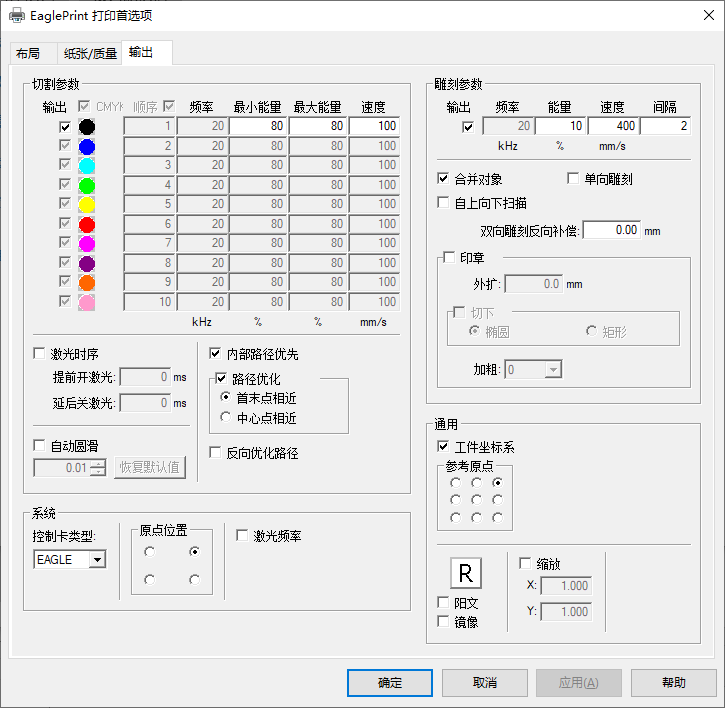 EaglePrint 打印首选项
布局
纸张/质量
输出
切割参数
输出 CMYK 顺序 频率 最小能量 最大能量 速度
1 20 80 80 100
2 20 80 80 100
3 20 80 80 100
4 20 80 80 100
5 20 80 80 100
6 20 80 80 100
7 20 80 80 100
8 20 80 80 100
9 20 80 80 100
10 20 80 80 100
kHz % % mm/s
激光时序
提前开激光: 0 ms
延后关激光: 0 ms
自动圆滑
0.01 恢复默认值
内部路径优先
路径优化
首末点相近
中心点相近
反向优化路径
系统
控制卡类型:
EAGLE
原点位置
激光频率
雕刻参数
输出 频率 能量 速度 间隔
20 10 400 2
kHz % mm/s
合并对象 单向雕刻
自上向下扫描
双向雕刻反向补偿: 0.00 mm
印章
外扩: 0.0 mm
切下
椭圆 矩形
加粗: 0
通用
工件坐标系
参考原点
R
阳文
镜像
缩放
X: 1.000
Y: 1.000
确定 取消 应用(A) 帮助